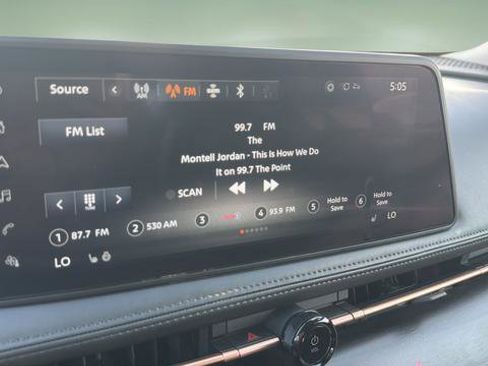 Source AM FM 5:05
FM List
99.7 FM
The
Montell Jordan - This Is How We Do
It on 99.7 The Point
SCAN
1 87.7 FM 2 530 AM 3 4 93.9 FM 5 Hold to Save 6 Hold to Save
LO LO
VOL